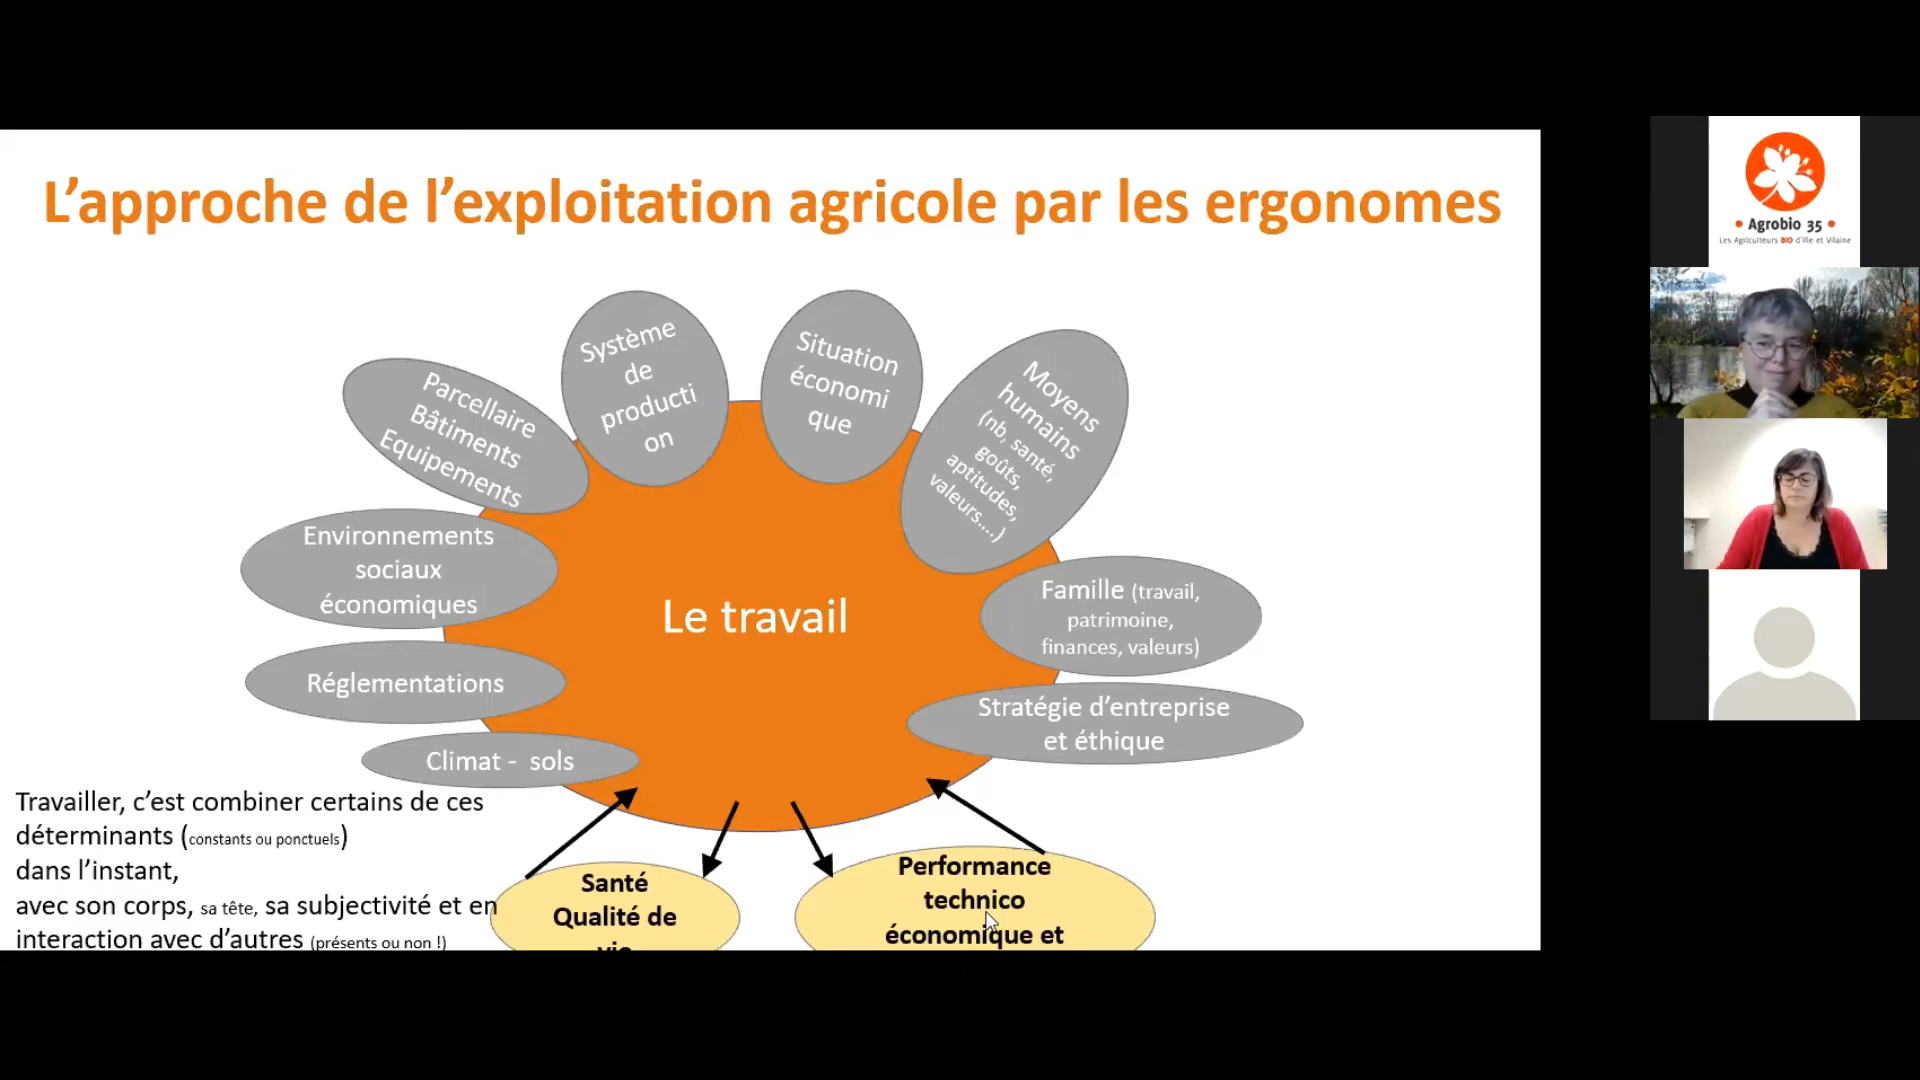 L’approche de l’exploitation agricole par les ergonomes
Parcellaire
Bâtiments
Equipements
Système
de
producti
on
Situation
économi
que
Moyens
humains
(nb, santé,
goûts,
aptitudes,
valeurs....)
Environnements
sociaux
économiques
Réglementations
Climat - sols
Le travail
Famille (travail,
patrimoine,
finances, valeurs)
Stratégie d’entreprise
et éthique
Travailler, c’est combiner certains de ces
déterminants (constants ou ponctuels)
dans l’instant,
avec son corps, sa tête, sa subjectivité et en
interaction avec d’autres (présents ou non !)
Santé
Qualité de
vie
Performance
technico
économique et
• Agrobio 35 •
Les Agriculteurs BIO d’Ille et Vilaine